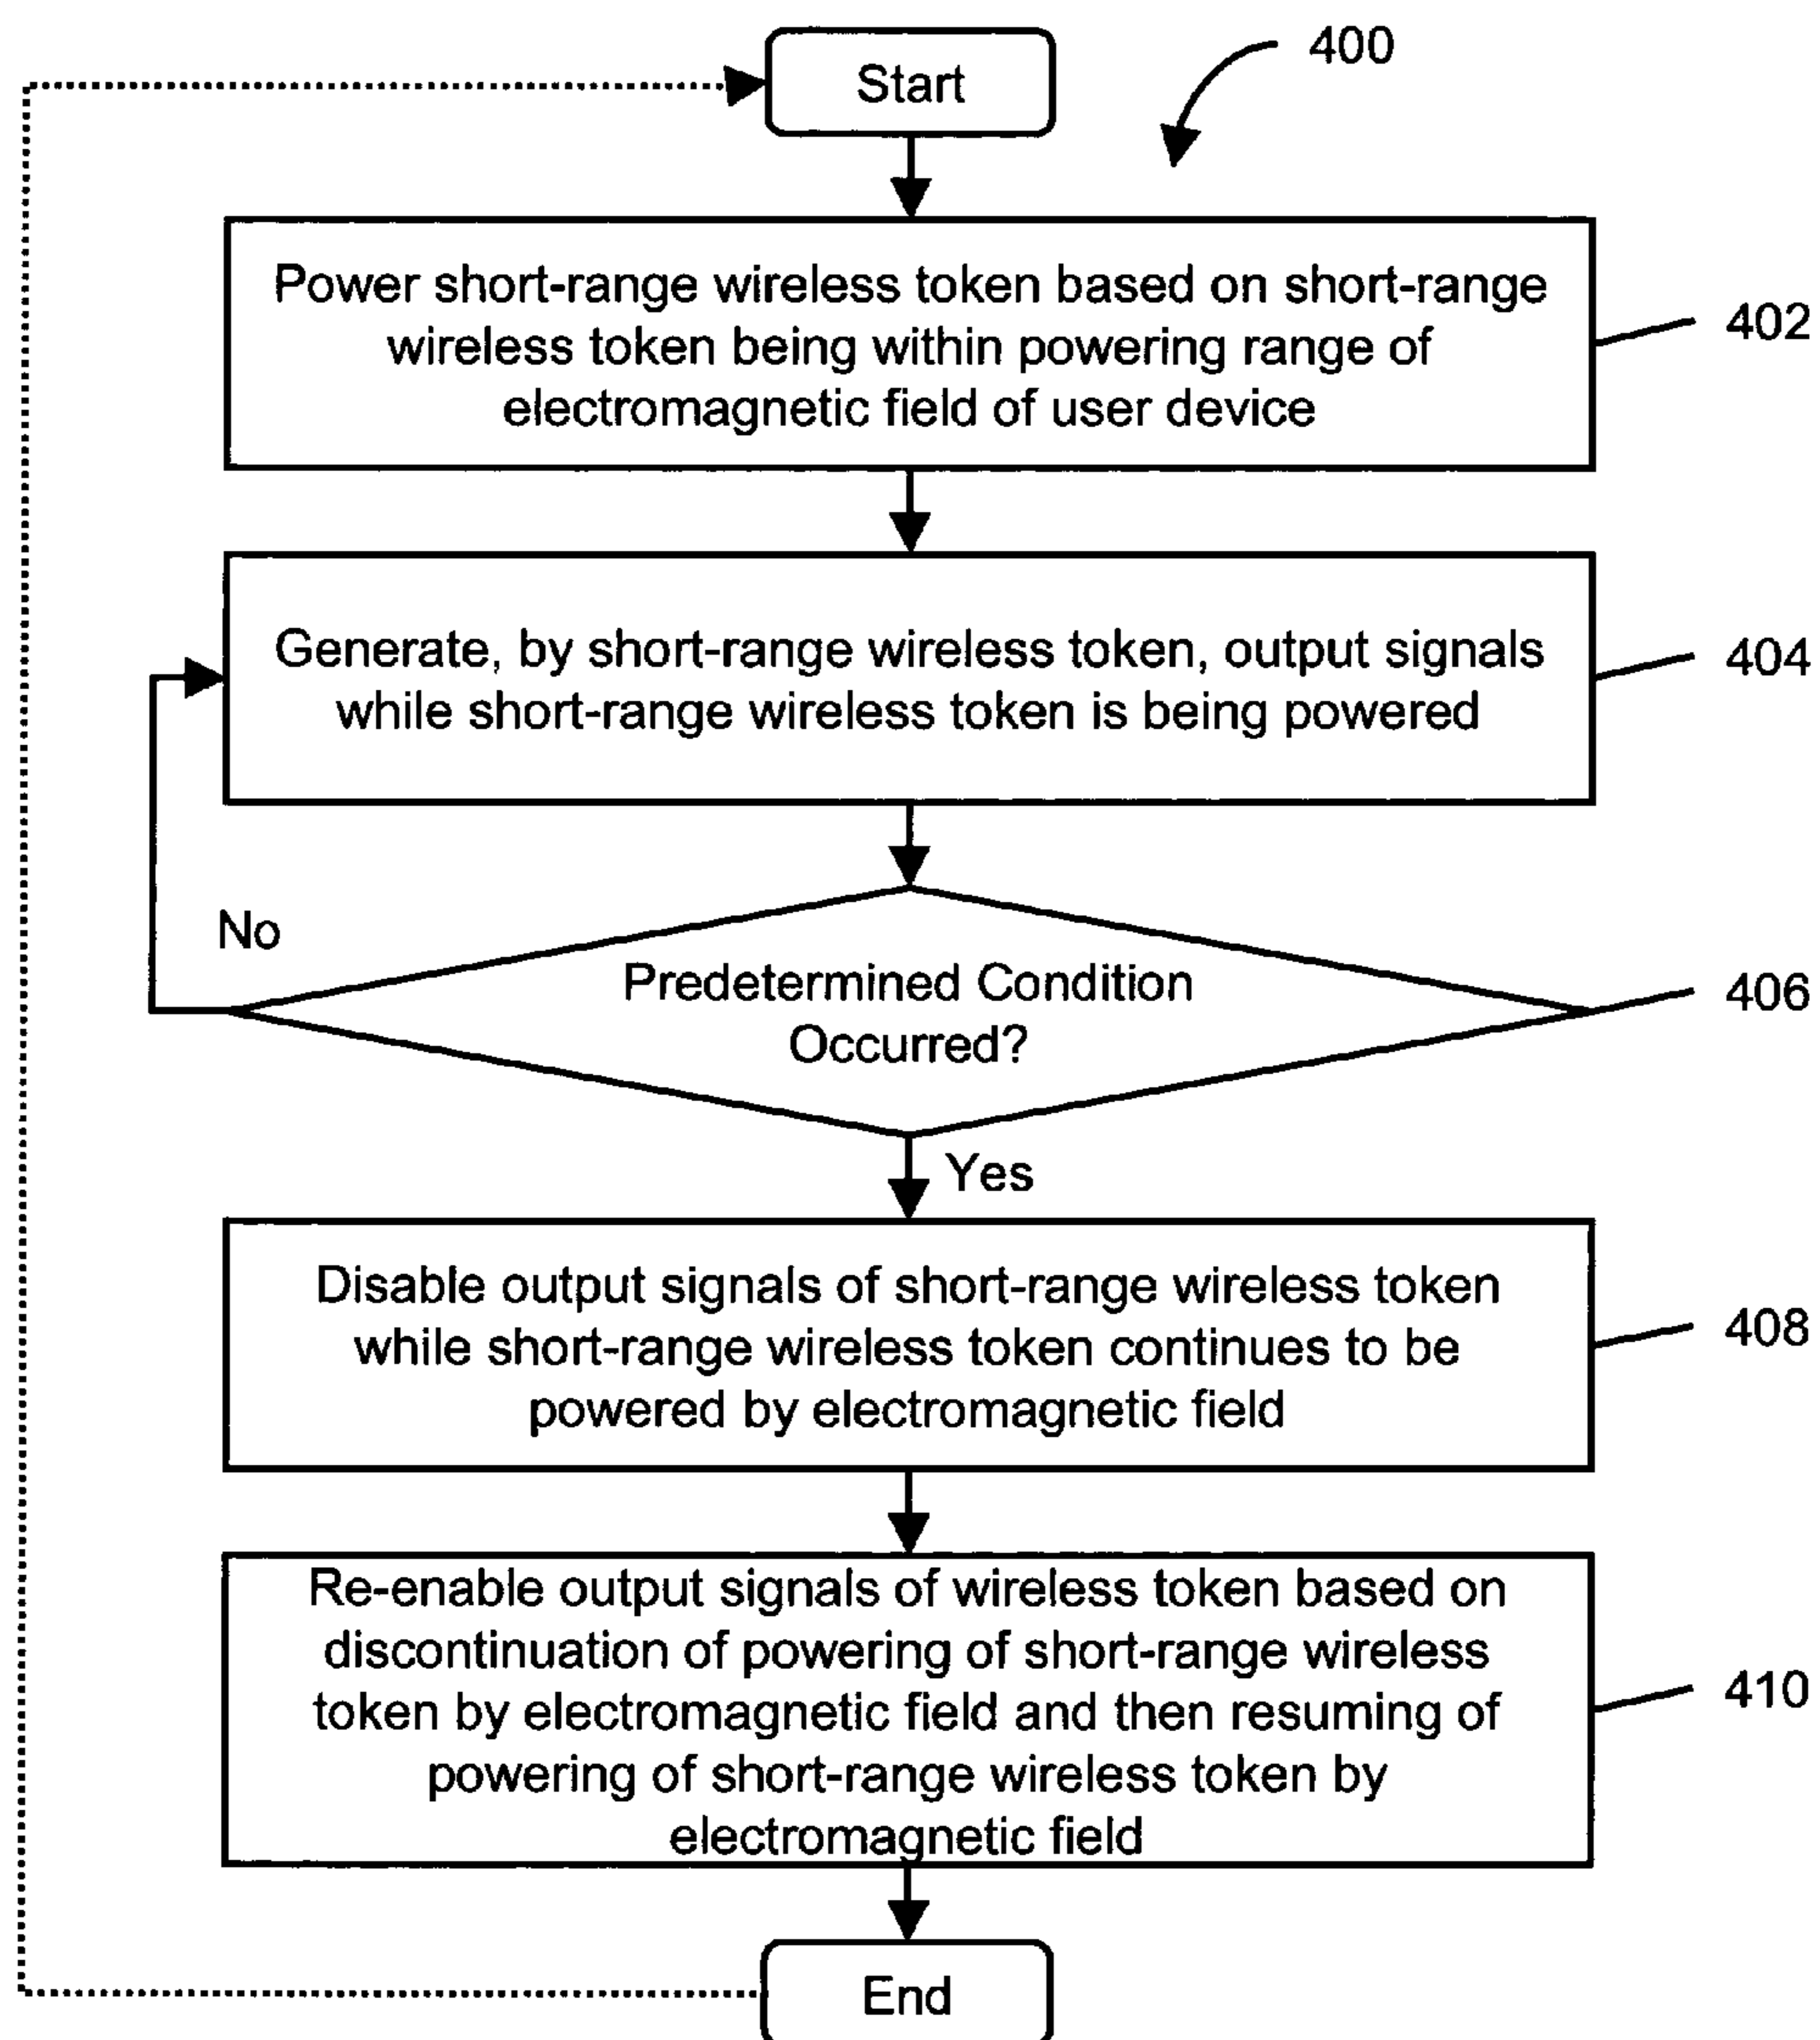 Start
400
Power short-range wireless token based on short-range
wireless token being within powering range of
electromagnetic field of user device
402
Generate, by short-range wireless token, output signals
while short-range wireless token is being powered
404
No
Predetermined Condition
Occurred?
406
Yes
Disable output signals of short-range wireless token
while short-range wireless token continues to be
powered by electromagnetic field
408
Re-enable output signals of wireless token based on
discontinuation of powering of short-range wireless
token by electromagnetic field and then resuming of
powering of short-range wireless token by
electromagnetic field
410
End